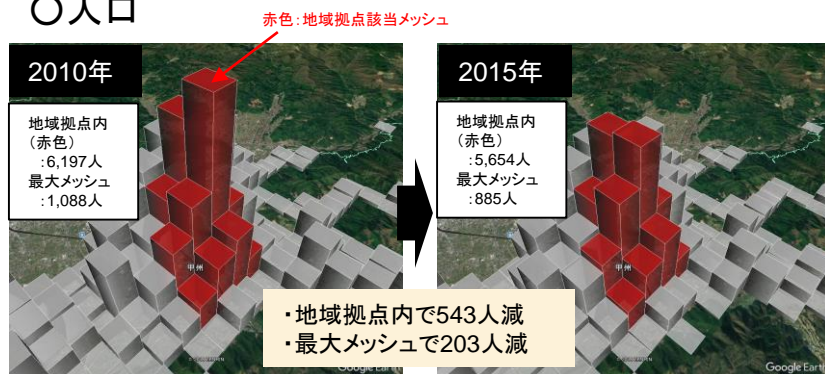 〇人口
赤色：地域拠点該当メッシュ
2010年
地域拠点内
（赤色）
：6,197人
最大メッシュ
：1,088人
甲州
Google Earth
2015年
地域拠点内
（赤色）
：5,654人
最大メッシュ
：885人
甲州
Google Earth
・地域拠点内で543人減
・最大メッシュで203人減